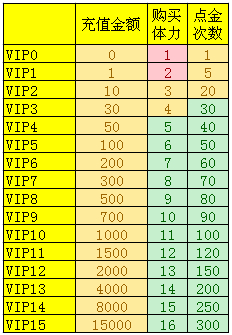 充值金额 购买体力 点金次数
VIP0 0 1 1
VIP1 1 2 5
VIP2 10 3 20
VIP3 30 4 30
VIP4 50 5 40
VIP5 100 6 50
VIP6 200 7 60
VIP7 300 8 70
VIP8 500 9 80
VIP9 700 10 90
VIP10 1000 11 100
VIP11 1500 12 120
VIP12 2000 13 150
VIP13 4000 14 200
VIP14 8000 15 250
VIP15 15000 16 300